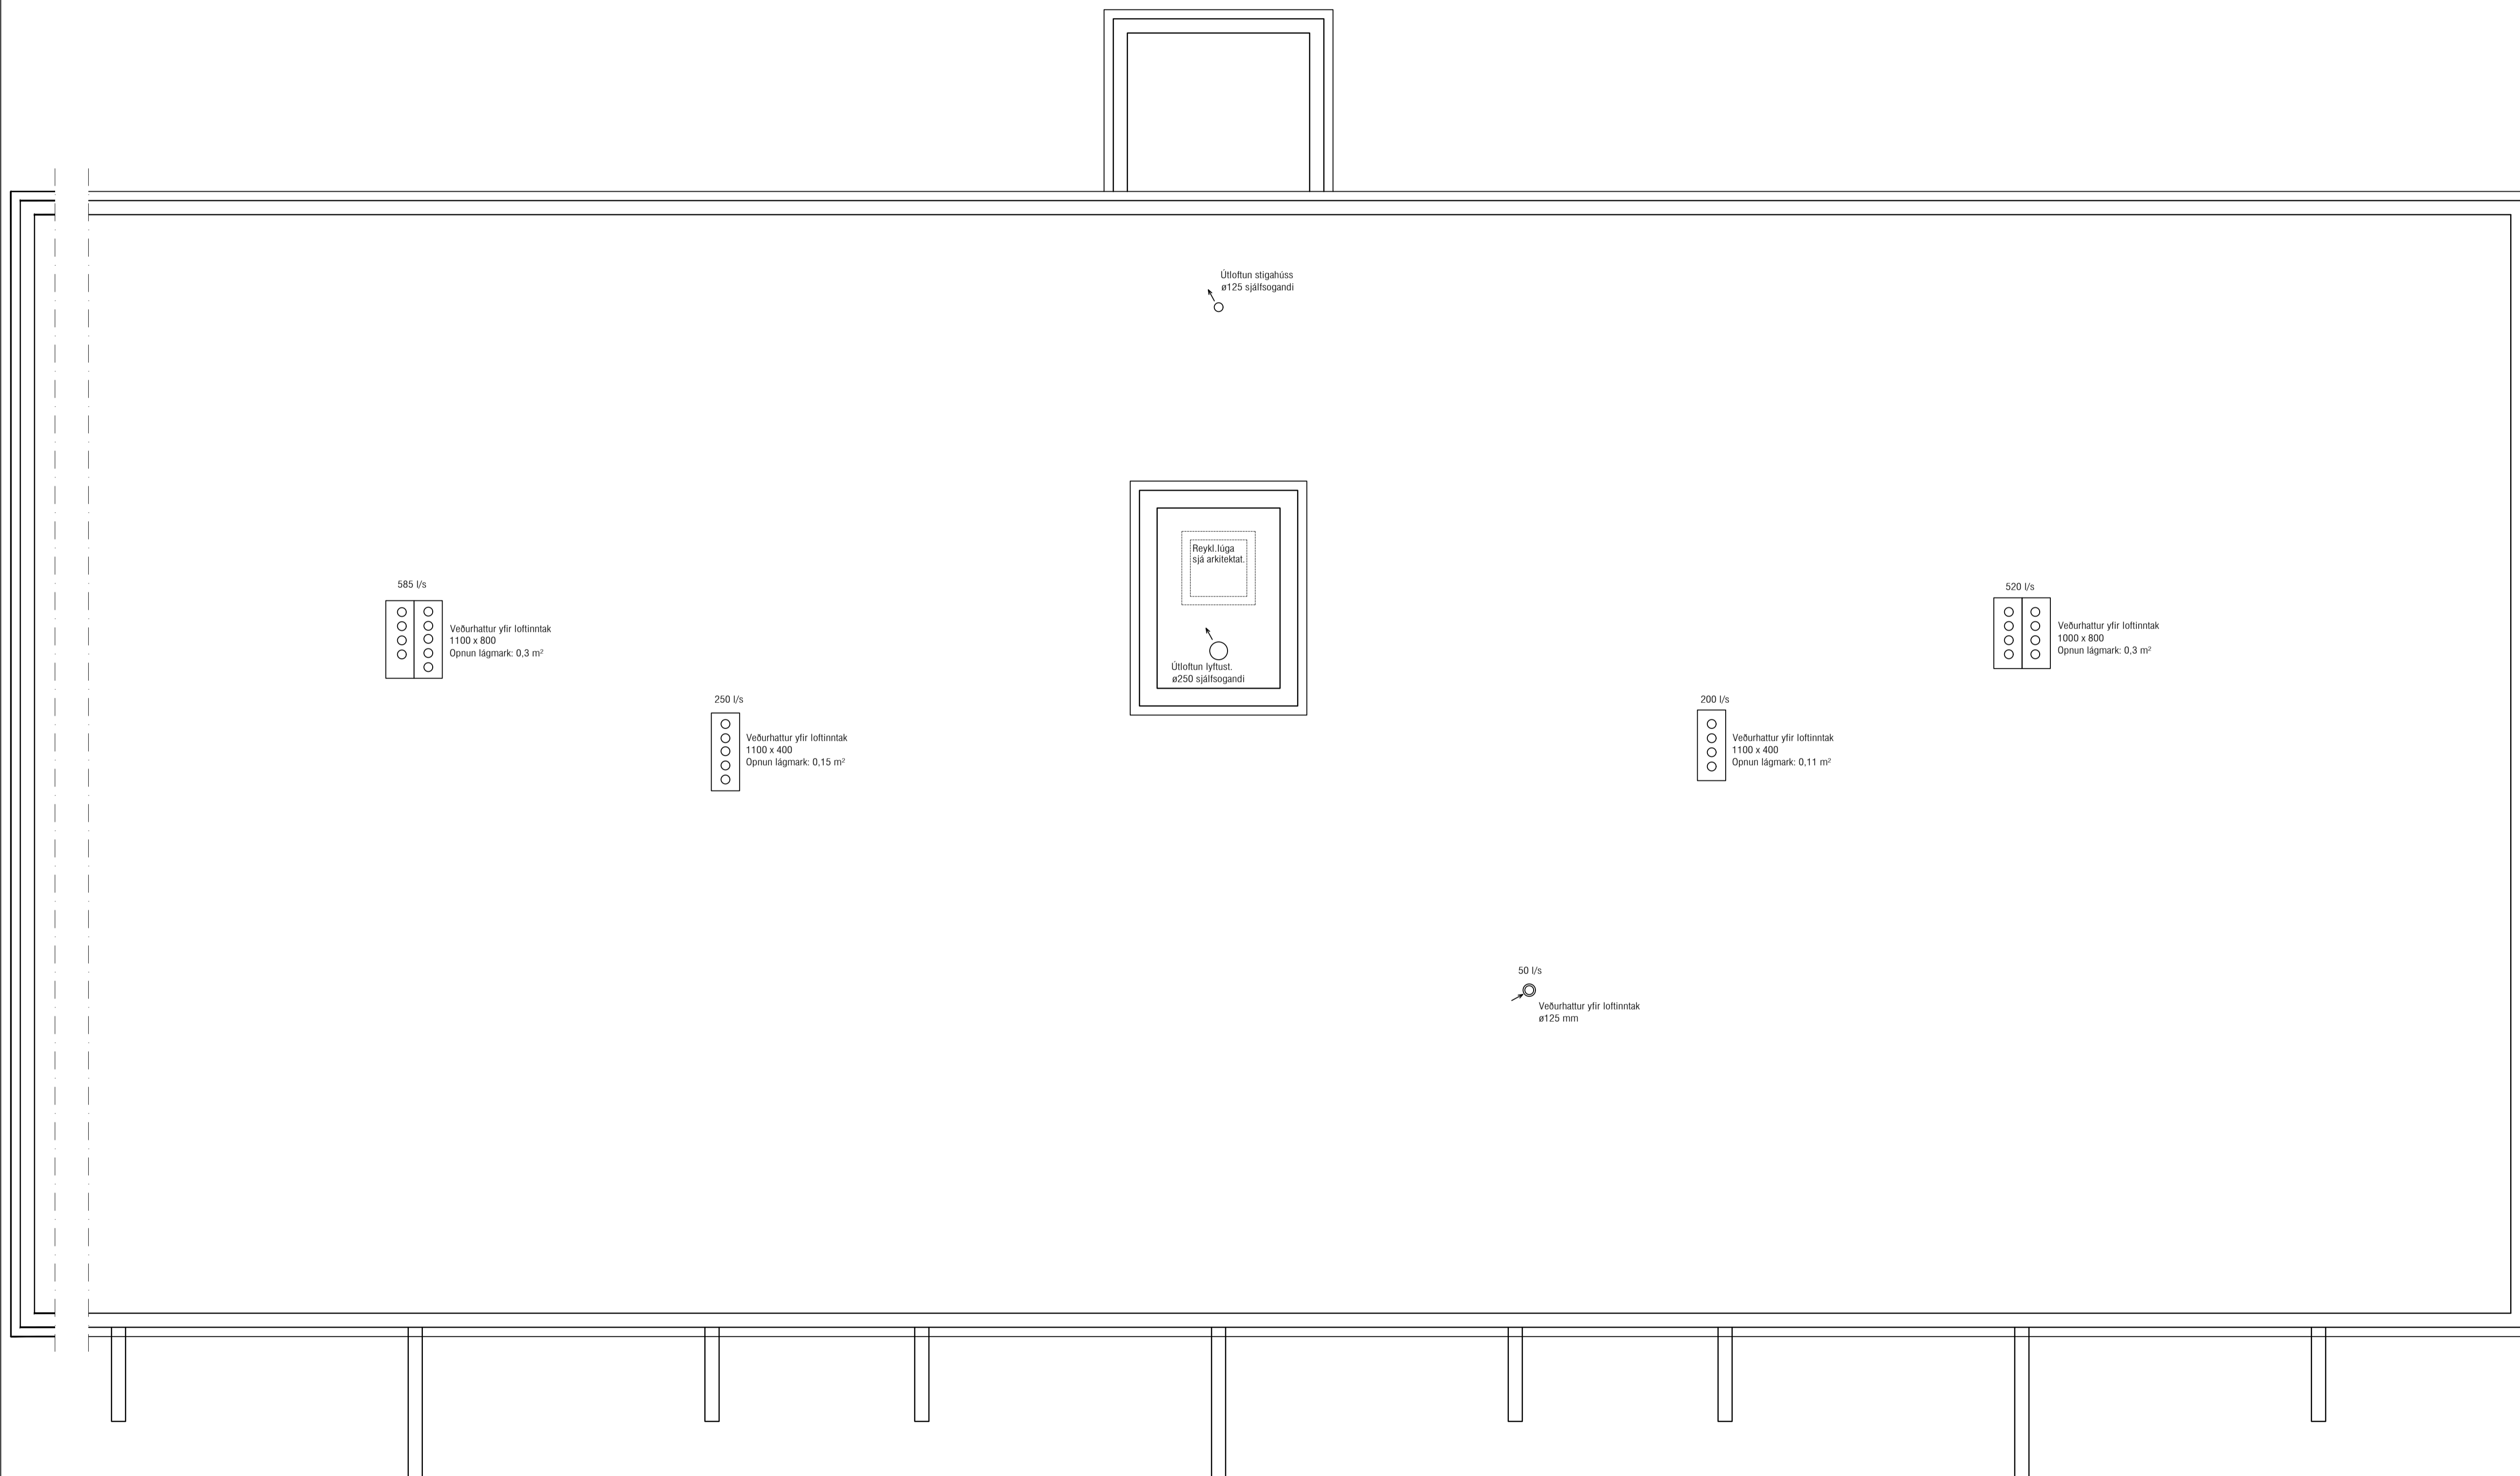 Útloftun stigahúss
ø125 sjálfsogandi
Reykl.lúga
sjá arkitektat.
Útloftun lyftust.
ø250 sjálfsogandi
585 l/s
Veðurhattur yfir loftinntak
1100 x 800
Opnun lágmark: 0,3 m²
250 l/s
Veðurhattur yfir loftinntak
1100 x 400
Opnun lágmark: 0,15 m²
520 l/s
Veðurhattur yfir loftinntak
1000 x 800
Opnun lágmark: 0,3 m²
200 l/s
Veðurhattur yfir loftinntak
1100 x 400
Opnun lágmark: 0,11 m²
50 l/s
Veðurhattur yfir loftinntak
ø125 mm